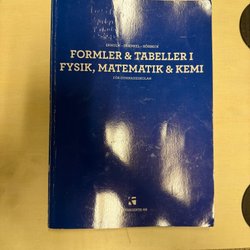 FORMLER & TABELLER I
FYSIK, MATEMATIK & KEMI
FÖR GYMNASIESKOLAN